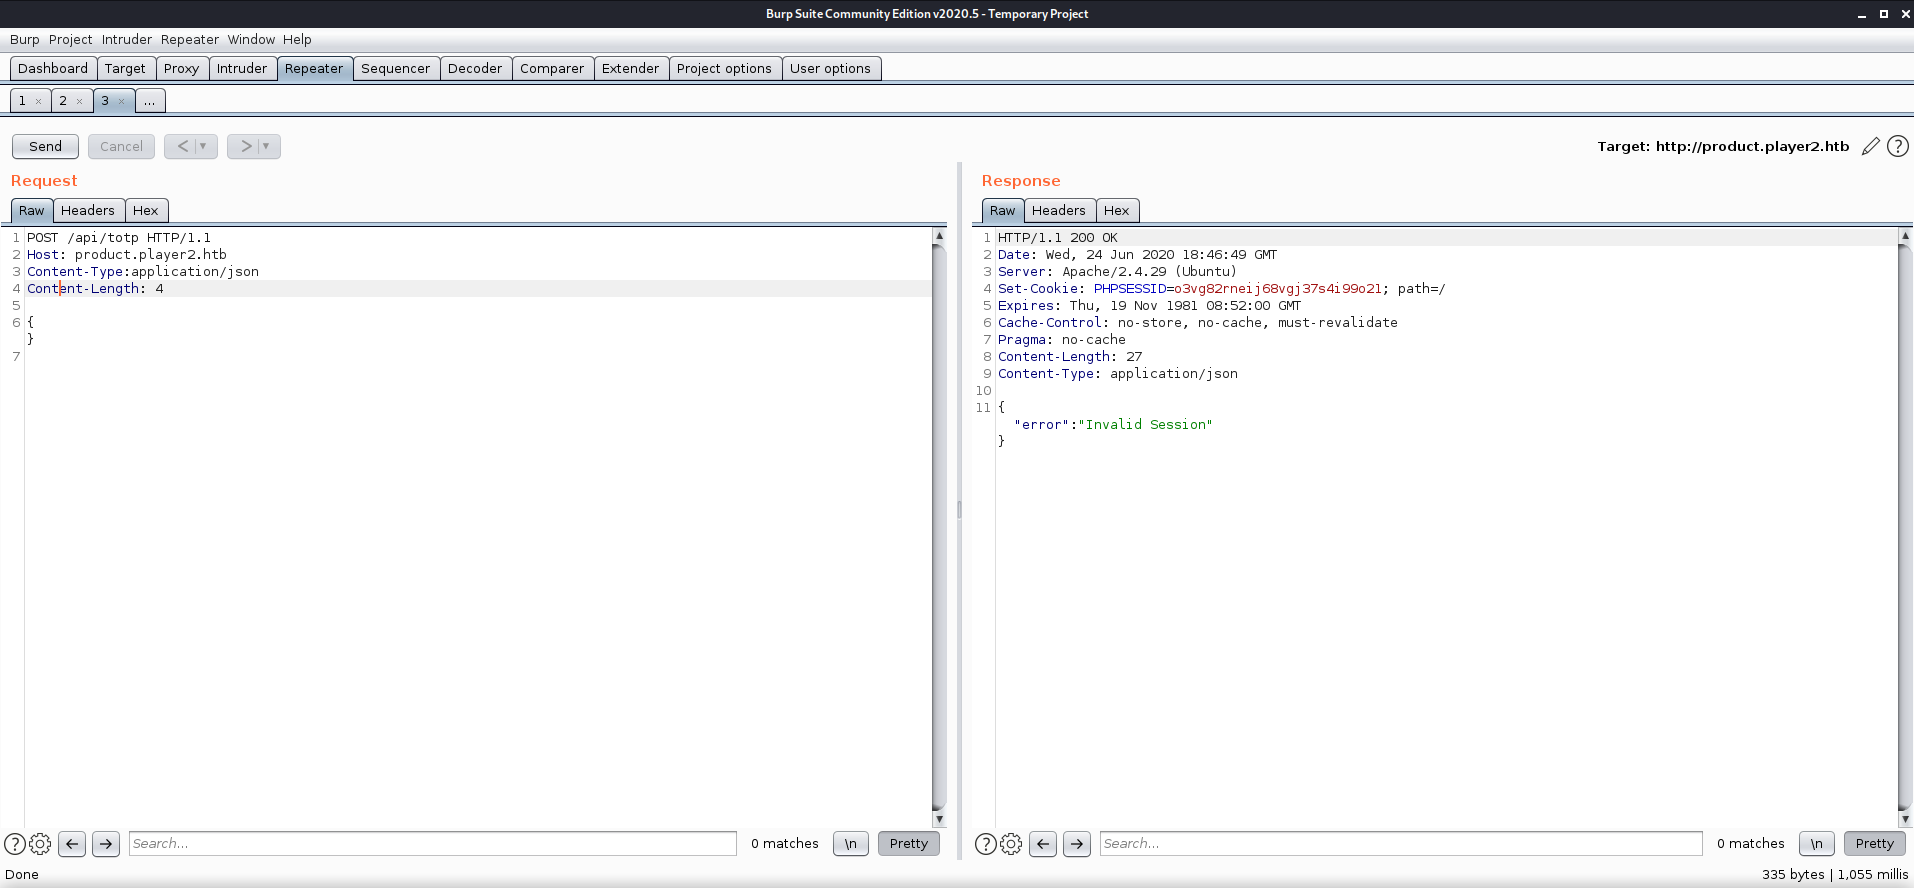 Burp Suite Community Edition v2020.5 - Temporary Project
Burp Project Intruder Repeater Window Help
Dashboard Target Proxy Intruder Repeater Sequencer Decoder Comparer Extender Project options User options
1 × 2 × 3 × ...
Send Cancel < > Target: http://product.player2.htb ?
Request
Raw Headers Hex
1 POST /api/totp HTTP/1.1
2 Host: product.player2.htb
3 Content-Type:application/json
4 Content-Length: 4
5
6 {
}
7
? Search... 0 matches \n Pretty
Response
Raw Headers Hex
1 HTTP/1.1 200 OK
2 Date: Wed, 24 Jun 2020 18:46:49 GMT
3 Server: Apache/2.4.29 (Ubuntu)
4 Set-Cookie: PHPSESSID=o3vg82rneij68vgj37s4i99o21; path=/
5 Expires: Thu, 19 Nov 1981 08:52:00 GMT
6 Cache-Control: no-store, no-cache, must-revalidate
7 Pragma: no-cache
8 Content-Length: 27
9 Content-Type: application/json
10
11 {
"error":"Invalid Session"
}
? Search... 0 matches \n Pretty
Done 335 bytes | 1,055 millis